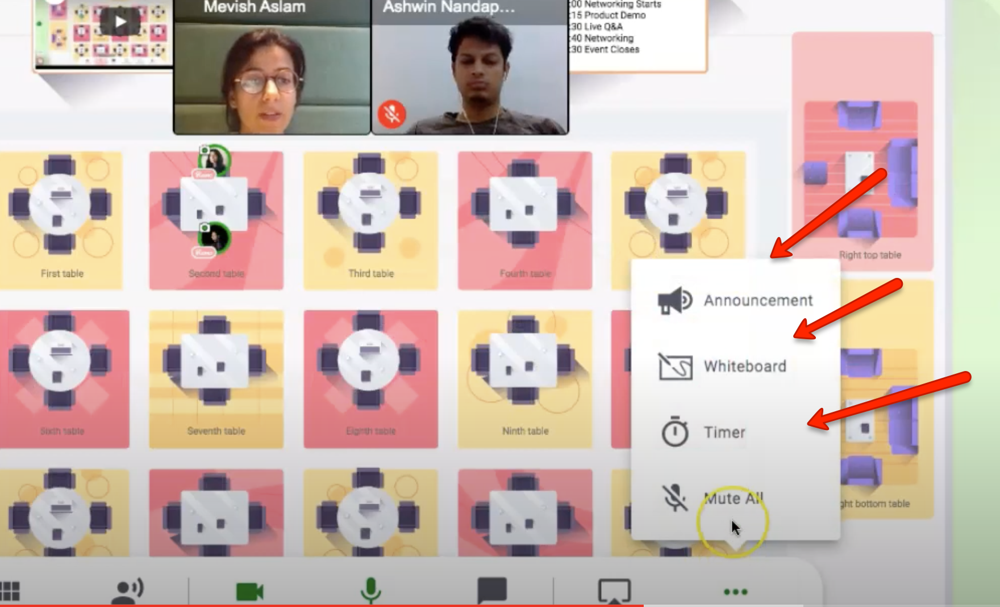 Mevish Aslam
Ashwin Nandap...
:00 Networking Starts
:15 Product Demo
:30 Live Q&A
:40 Networking
:30 Event Closes
First table
Second table
Third table
Fourth table
Right top table
Announcement
Whiteboard
Timer
Mute All
Sixth table
Seventh table
Eighth table
Ninth table
ght bottom table